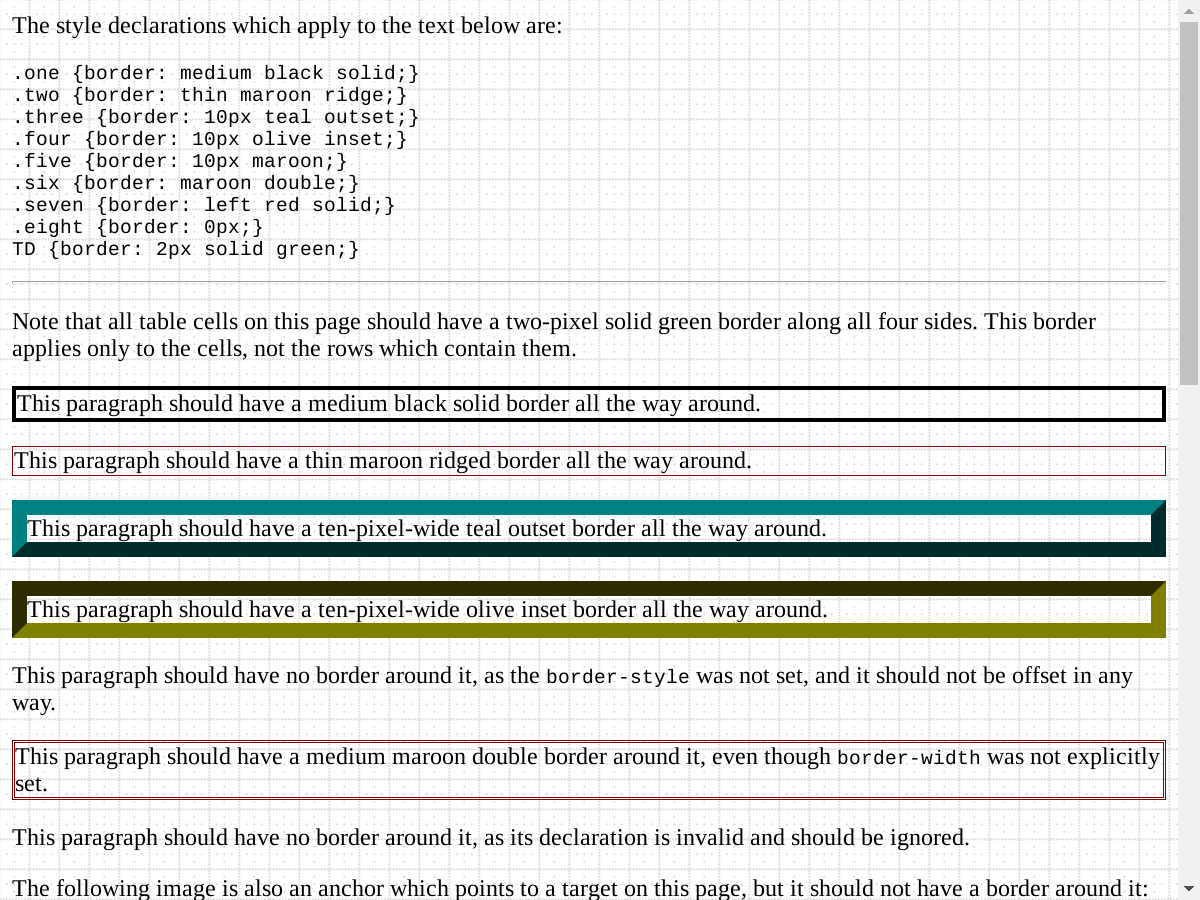 The style declarations which apply to the text below are:
.one {border: medium black solid;}
.two {border: thin maroon ridge;}
.three {border: 10px teal outset;}
.four {border: 10px olive inset;}
.five {border: 10px maroon;}
.six {border: maroon double;}
.seven {border: left red solid;}
.eight {border: 0px;}
TD {border: 2px solid green;}
Note that all table cells on this page should have a two-pixel solid green border along all four sides. This border
applies only to the cells, not the rows which contain them.
This paragraph should have a medium black solid border all the way around.
This paragraph should have a thin maroon ridged border all the way around.
This paragraph should have a ten-pixel-wide teal outset border all the way around.
This paragraph should have a ten-pixel-wide olive inset border all the way around.
This paragraph should have no border around it, as the border-style was not set, and it should not be offset in any
way.
This paragraph should have a medium maroon double border around it, even though border-width was not explicitly
set.
This paragraph should have no border around it, as its declaration is invalid and should be ignored.
The following image is also an anchor which points to a target on this page, but it should not have a border around it: